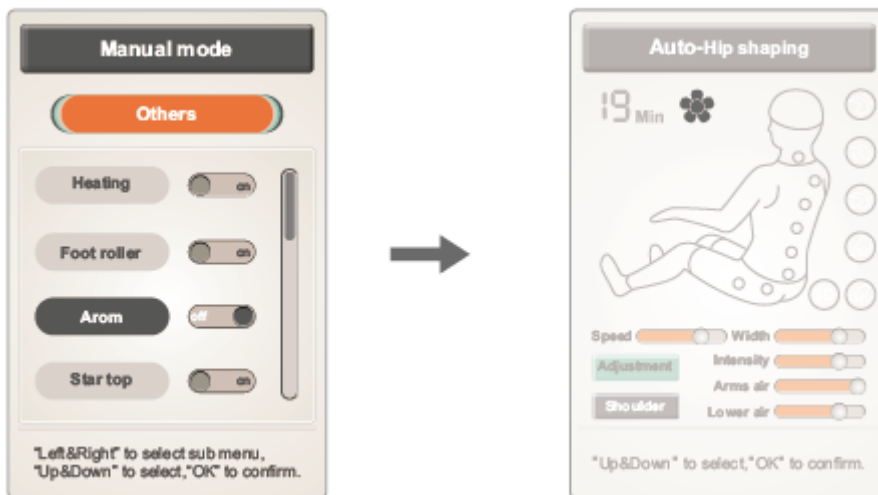 Manual mode
Others
Heating on
Foot roller on
Arom off
Star top on
"Left&Right" to select sub menu,
"Up&Down" to select,"OK" to confirm.
Auto-Hip shaping
19 Min
Speed Width
Adjustment Intensity
Arms air
Shoulder Lower air
"Up&Down" to select,"OK" to confirm.